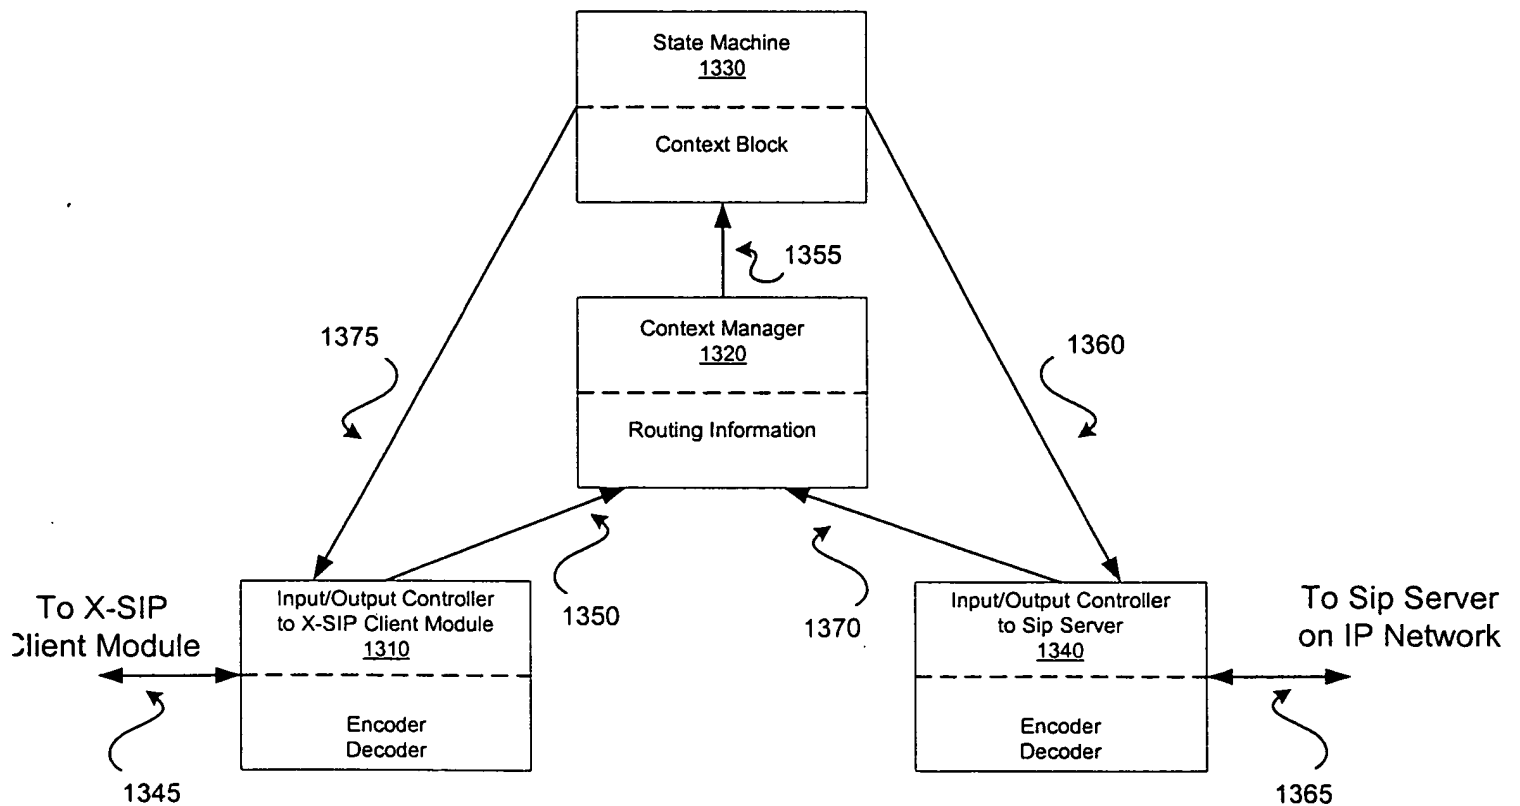 State Machine
1330
Context Block
1355
Context Manager
1320
Routing Information
1375
1360
1350
1370
To X-SIP
Client Module
Input/Output Controller
to X-SIP Client Module
1310
Encoder
Decoder
1345
Input/Output Controller
to Sip Server
1340
Encoder
Decoder
To Sip Server
on IP Network
1365